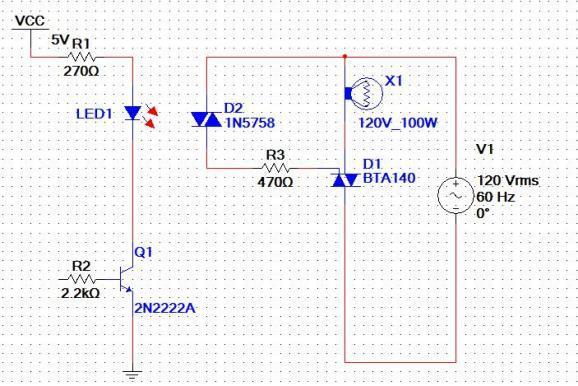 VCC
5V
R1
270Ω
LED1
D2
1N5758
X1
120V_100W
R3
470Ω
D1
BTA140
V1
120 Vrms
60 Hz
0°
Q1
R2
2.2kΩ
2N2222A